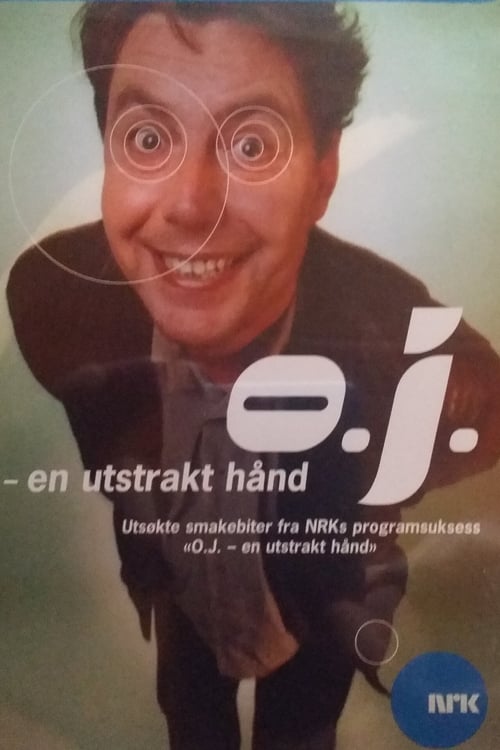 o.j.
– en utstrakt hånd
Utsøkte smakebiter fra NRKs programsuksess
«O.J. – en utstrakt hånd»
NRK